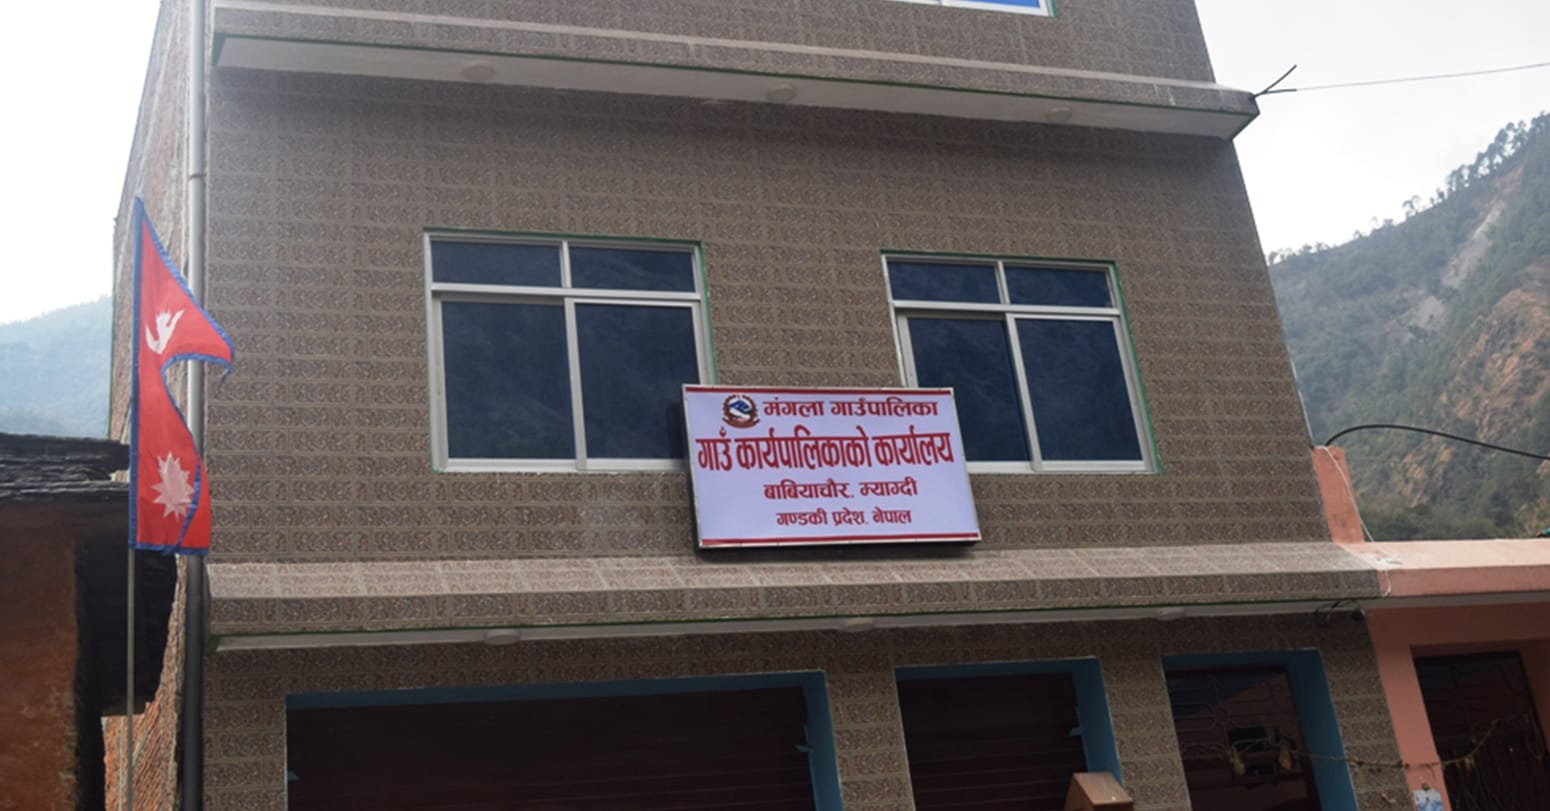 मंगला गाउँपालिका
गाउँ कार्यपालिकाको कार्यालय
बाबियाचौर, म्याग्दी
गण्डकी प्रदेश, नेपाल